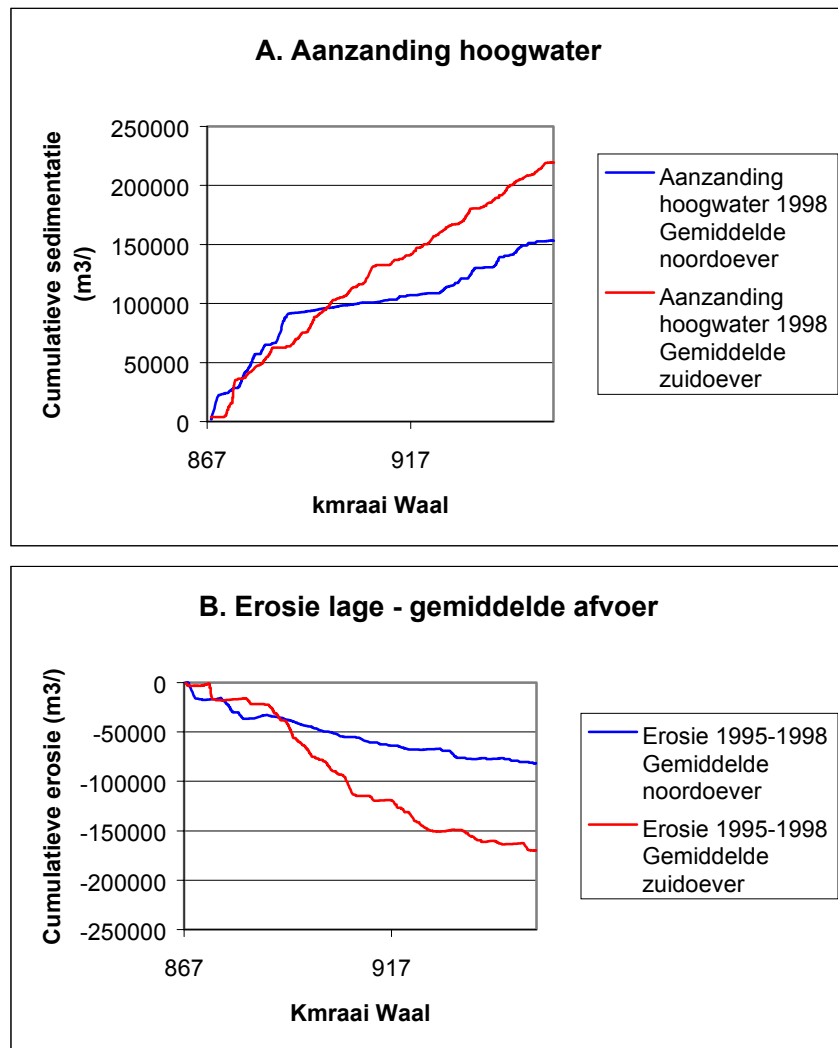 A. Aanzanding hoogwater
Cumulatieve sedimentatie
(m3/)
250000
200000
150000
100000
50000
0
867
917
kmraai Waal
Aanzanding
hoogwater 1998
Gemiddelde
noordoever
Aanzanding
hoogwater 1998
Gemiddelde
zuidoever
B. Erosie lage - gemiddelde afvoer
Cumulatieve erosie (m3/)
0
-50000
-100000
-150000
-200000
-250000
867
917
Kmraai Waal
Erosie 1995-1998
Gemiddelde
noordoever
Erosie 1995-1998
Gemiddelde
zuidoever